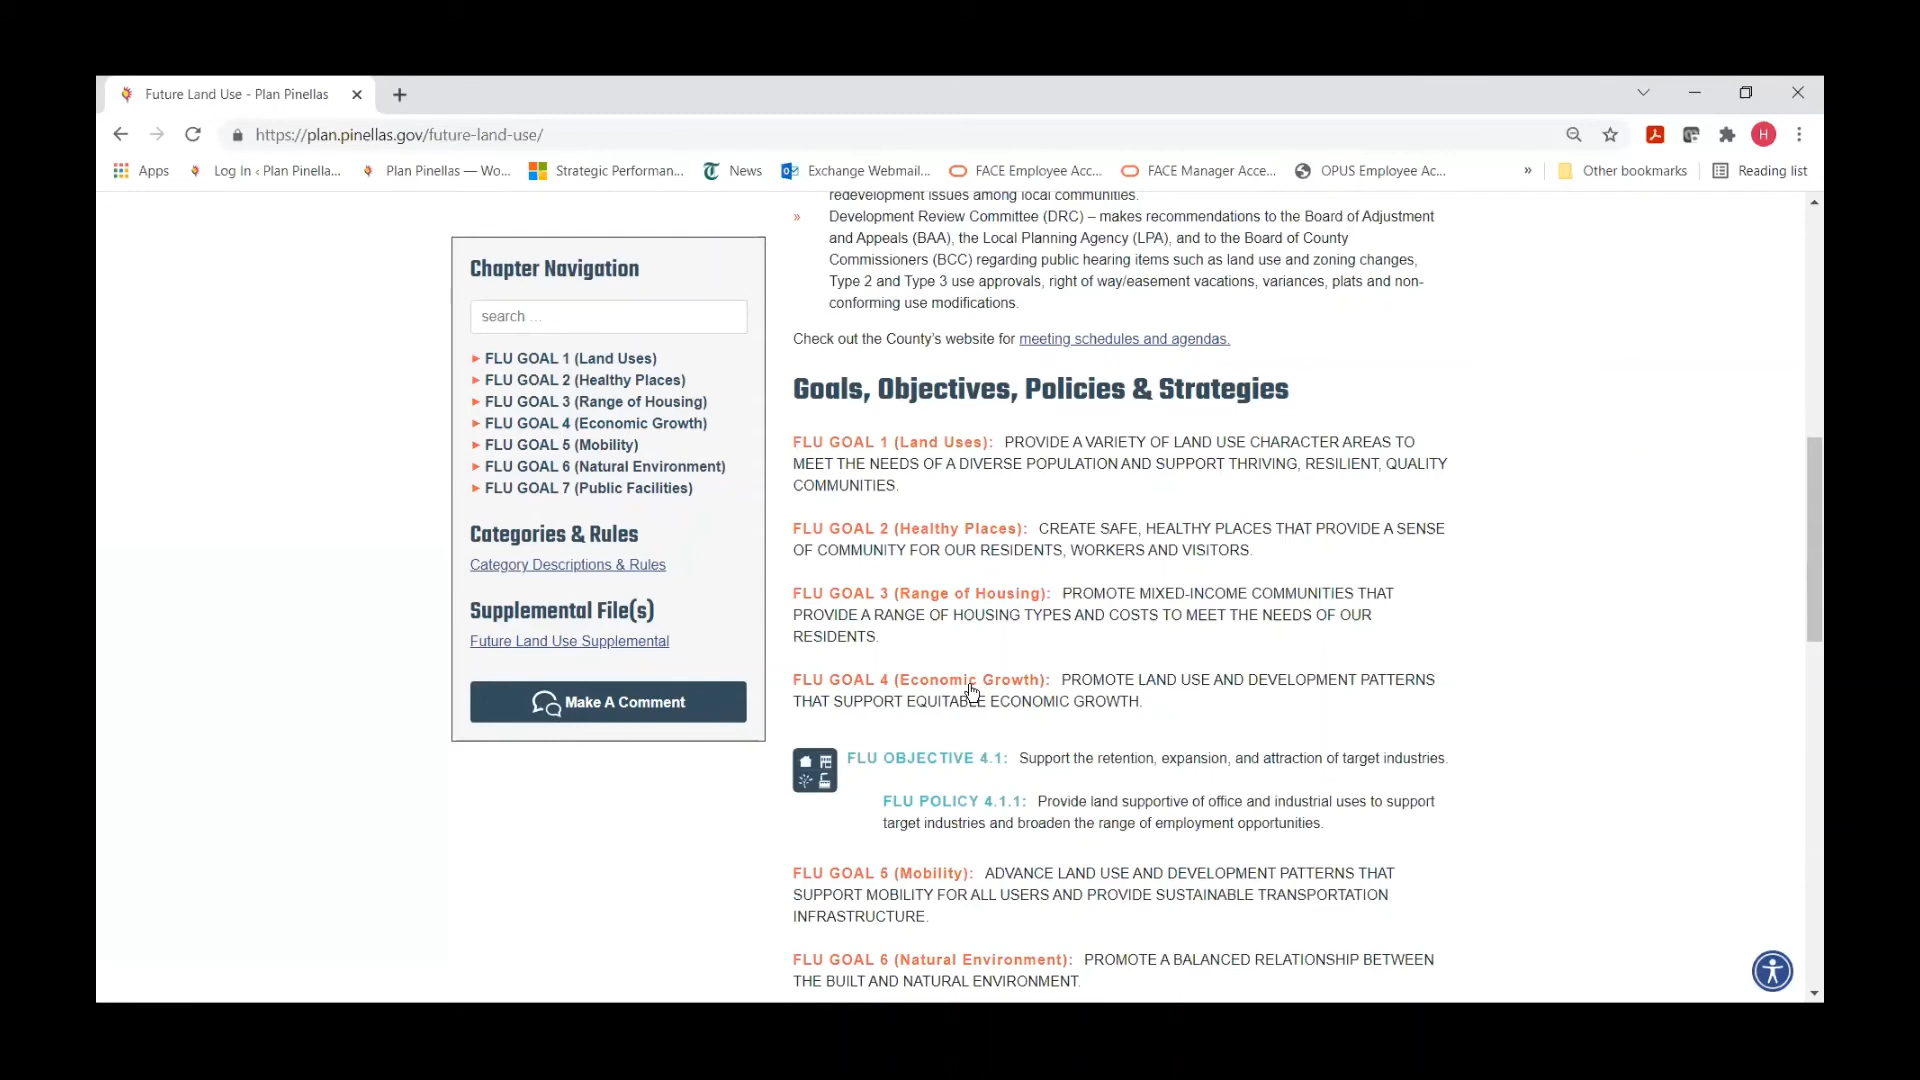 Future Land Use - Plan Pinellas
https://plan.pinellas.gov/future-land-use/
H
Apps
Log In ‹ Plan Pinella...
Plan Pinellas — Wo...
Strategic Performan...
News
Exchange Webmail...
FACE Employee Acc...
FACE Manager Acce...
OPUS Employee Ac...
»
Other bookmarks
Reading list
Chapter Navigation
search ...
FLU GOAL 1 (Land Uses)
FLU GOAL 2 (Healthy Places)
FLU GOAL 3 (Range of Housing)
FLU GOAL 4 (Economic Growth)
FLU GOAL 5 (Mobility)
FLU GOAL 6 (Natural Environment)
FLU GOAL 7 (Public Facilities)
Categories & Rules
Category Descriptions & Rules
Supplemental File(s)
Future Land Use Supplemental
Make A Comment
redevelopment issues among local communities.
» Development Review Committee (DRC) – makes recommendations to the Board of Adjustment
and Appeals (BAA), the Local Planning Agency (LPA), and to the Board of County
Commissioners (BCC) regarding public hearing items such as land use and zoning changes,
Type 2 and Type 3 use approvals, right of way/easement vacations, variances, plats and non-
conforming use modifications.
Check out the County's website for meeting schedules and agendas.
Goals, Objectives, Policies & Strategies
FLU GOAL 1 (Land Uses): PROVIDE A VARIETY OF LAND USE CHARACTER AREAS TO
MEET THE NEEDS OF A DIVERSE POPULATION AND SUPPORT THRIVING, RESILIENT, QUALITY
COMMUNITIES.
FLU GOAL 2 (Healthy Places): CREATE SAFE, HEALTHY PLACES THAT PROVIDE A SENSE
OF COMMUNITY FOR OUR RESIDENTS, WORKERS AND VISITORS.
FLU GOAL 3 (Range of Housing): PROMOTE MIXED-INCOME COMMUNITIES THAT
PROVIDE A RANGE OF HOUSING TYPES AND COSTS TO MEET THE NEEDS OF OUR
RESIDENTS.
FLU GOAL 4 (Economic Growth): PROMOTE LAND USE AND DEVELOPMENT PATTERNS
THAT SUPPORT EQUITABLE ECONOMIC GROWTH.
FLU OBJECTIVE 4.1: Support the retention, expansion, and attraction of target industries.
FLU POLICY 4.1.1: Provide land supportive of office and industrial uses to support
target industries and broaden the range of employment opportunities.
FLU GOAL 5 (Mobility): ADVANCE LAND USE AND DEVELOPMENT PATTERNS THAT
SUPPORT MOBILITY FOR ALL USERS AND PROVIDE SUSTAINABLE TRANSPORTATION
INFRASTRUCTURE.
FLU GOAL 6 (Natural Environment): PROMOTE A BALANCED RELATIONSHIP BETWEEN
THE BUILT AND NATURAL ENVIRONMENT.